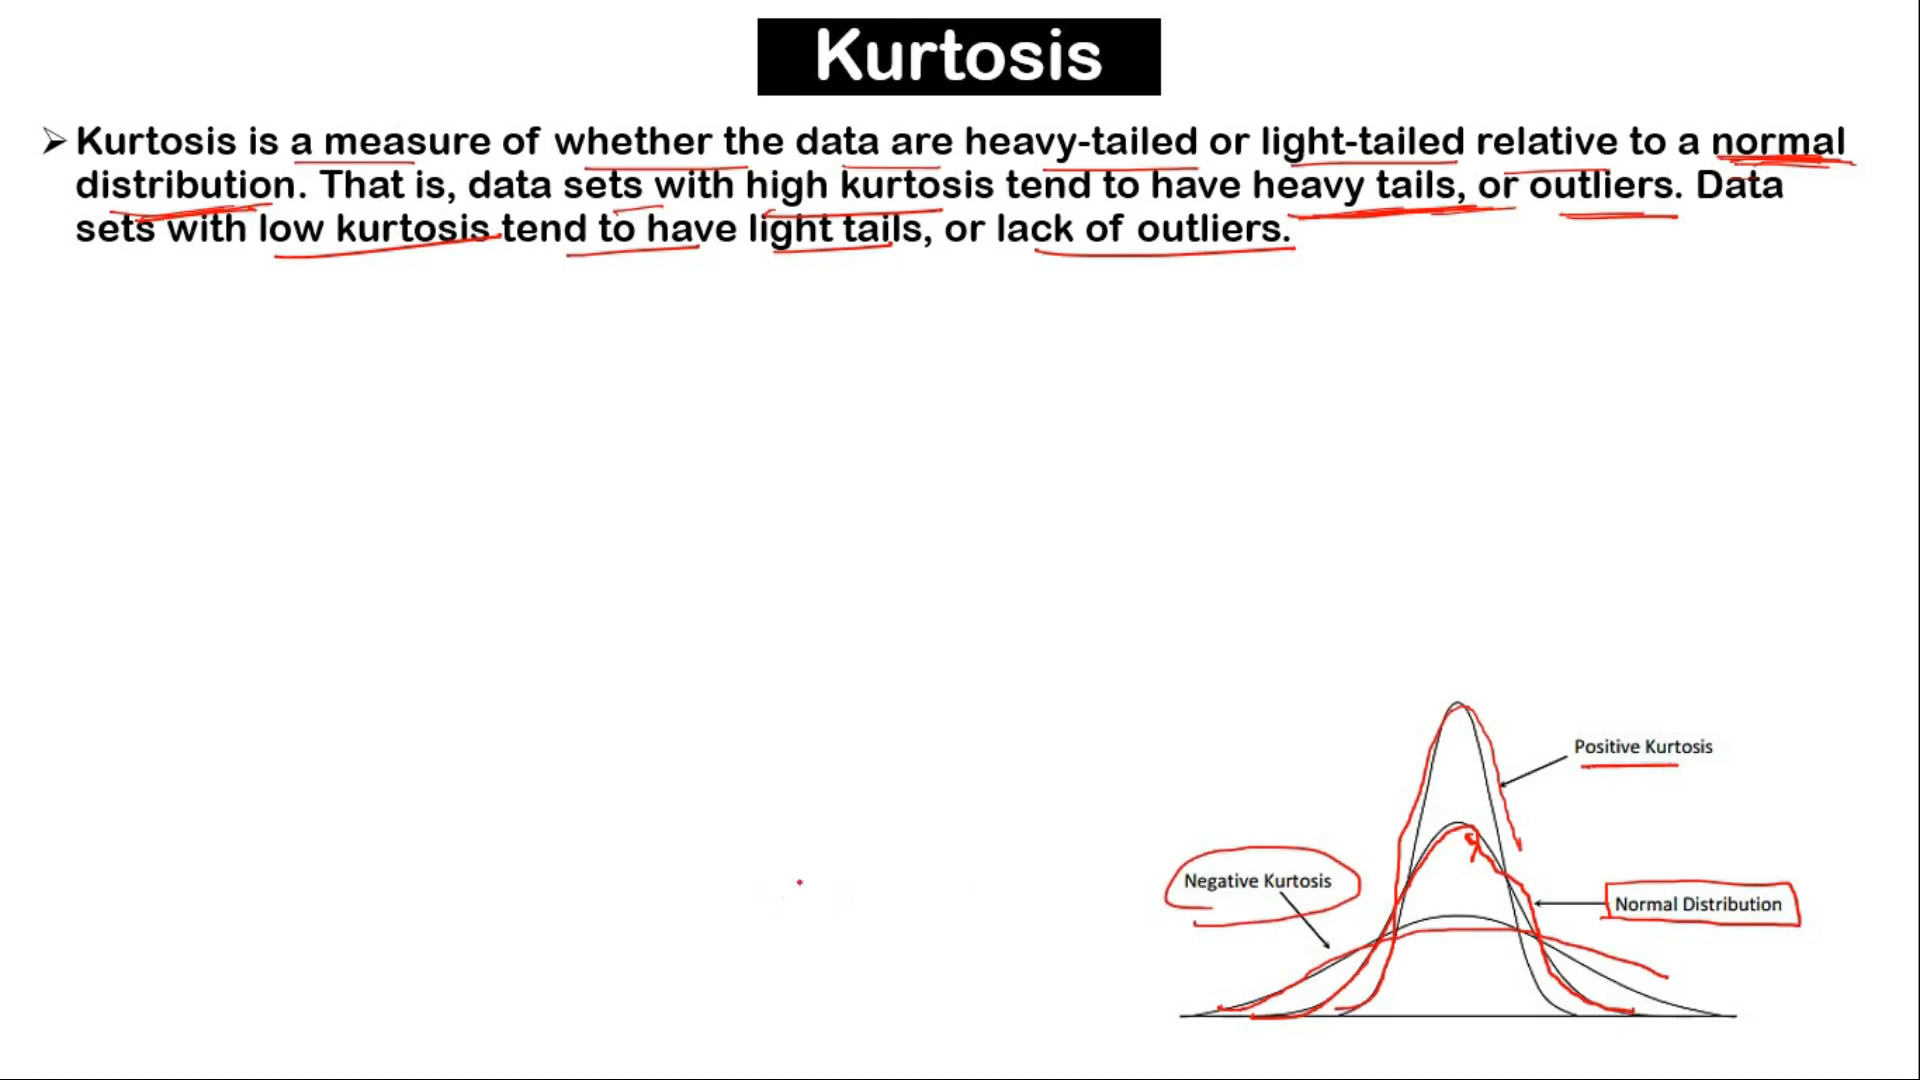 Kurtosis
➢ Kurtosis is a measure of whether the data are heavy-tailed or light-tailed relative to a normal
distribution. That is, data sets with high kurtosis tend to have heavy tails, or outliers. Data
sets with low kurtosis tend to have light tails, or lack of outliers.
Positive Kurtosis
Negative Kurtosis
Normal Distribution